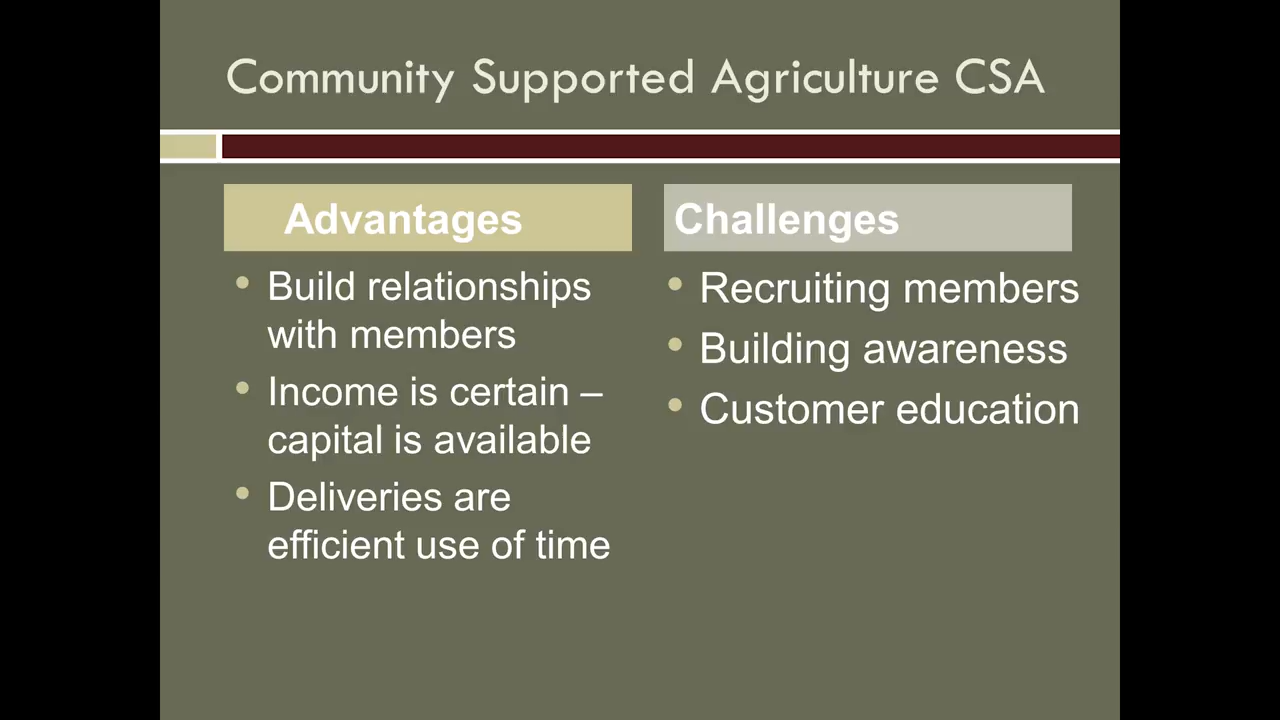 Community Supported Agriculture CSA
Advantages
• Build relationships
with members
• Income is certain –
capital is available
• Deliveries are
efficient use of time
Challenges
• Recruiting members
• Building awareness
• Customer education